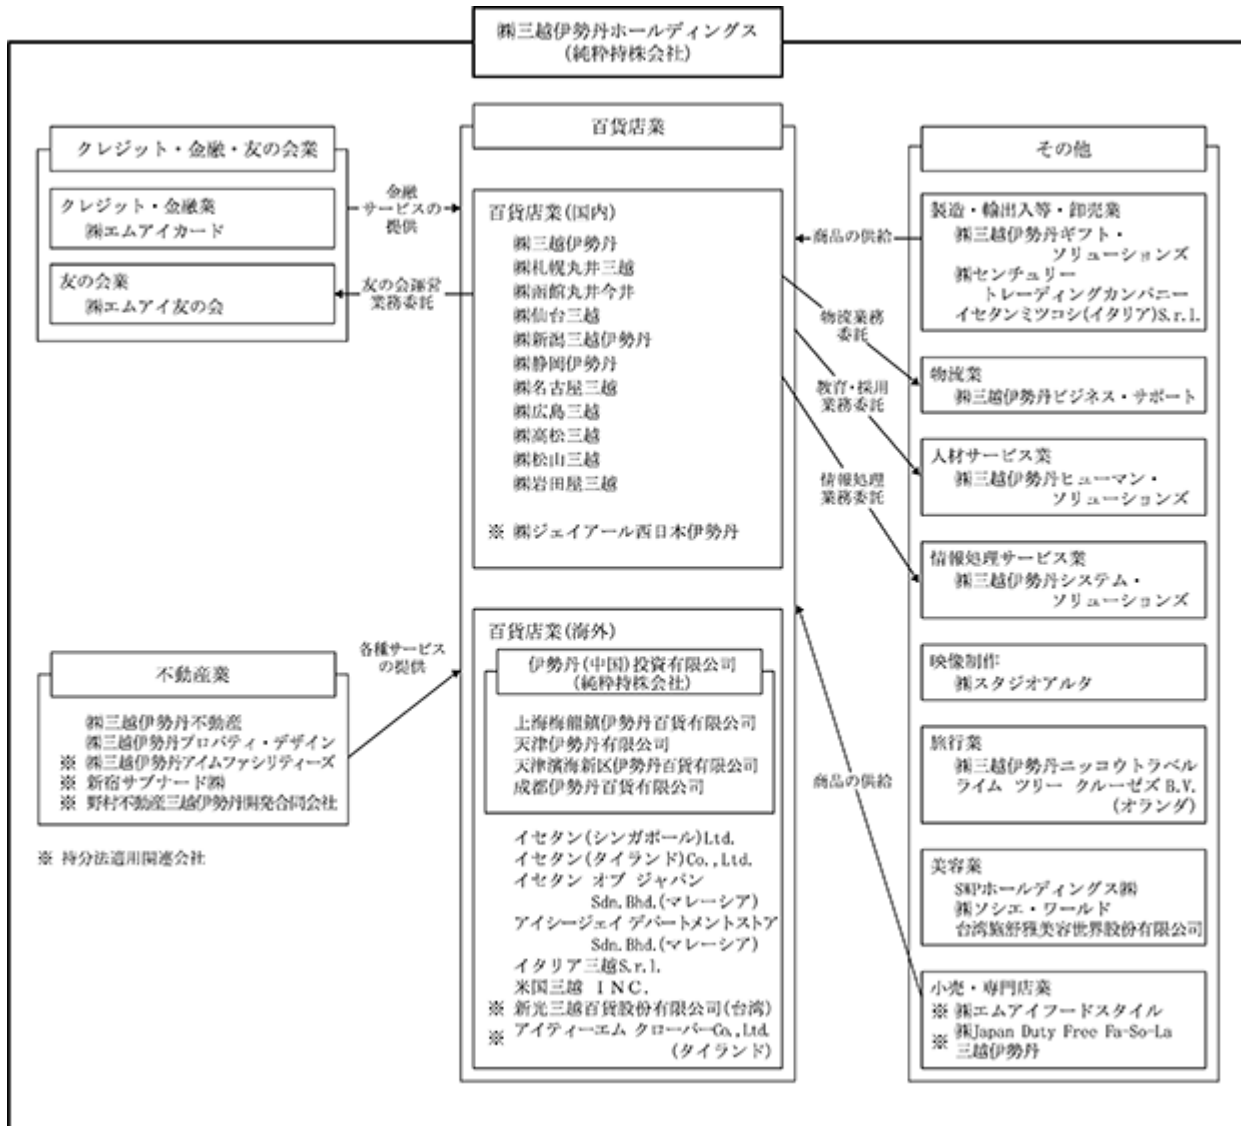 ㈱三越伊勢丹ホールディングス
(純粋持株会社)
クレジット・金融・友の会業
クレジット・金融業
㈱エムアイカード
友の会業
㈱エムアイ友の会
金融
サービスの
提供
友の会運営
業務委託
不動産業
㈱三越伊勢丹不動産
㈱三越伊勢丹プロパティ・デザイン
※ ㈱三越伊勢丹アイムファシリティーズ
※ 新宿サブナード㈱
※ 野村不動産三越伊勢丹開発合同会社
※ 持分法適用関連会社
各種サービス
の提供
百貨店業
百貨店業(国内)
㈱三越伊勢丹
㈱札幌丸井三越
㈱函館丸井今井
㈱仙台三越
㈱新潟三越伊勢丹
㈱静岡伊勢丹
㈱名古屋三越
㈱広島三越
㈱高松三越
㈱松山三越
㈱岩田屋三越
※ ㈱ジェイアール西日本伊勢丹
百貨店業(海外)
伊勢丹(中国)投資有限公司
(純粋持株会社)
上海梅龍鎮伊勢丹百貨有限公司
天津伊勢丹有限公司
天津濱海新区伊勢丹百貨有限公司
成都伊勢丹百貨有限公司
イセタン(シンガポール)Ltd.
イセタン(タイランド)Co.,Ltd.
イセタン オブ ジャパン
Sdn.Bhd.(マレーシア)
アイシージェイ デパートメントストア
Sdn.Bhd.(マレーシア)
イタリア三越S.r.l.
米国三越 ＩＮＣ.
※ 新光三越百貨股份有限公司(台湾)
※ アイティーエム クローバーCo.,Ltd.
(タイランド)
商品の供給
物流業務
委託
教育・採用
業務委託
情報処理
業務委託
商品の供給
その他
製造・輸出入等・卸売業
㈱三越伊勢丹ギフト・
ソリューションズ
㈱センチュリー
トレーディングカンパニー
イセタンミツコシ(イタリア)S.r.l.
物流業
㈱三越伊勢丹ビジネス・サポート
人材サービス業
㈱三越伊勢丹ヒューマン・
ソリューションズ
情報処理サービス業
㈱三越伊勢丹システム・
ソリューションズ
映像制作
㈱スタジオアルタ
旅行業
㈱三越伊勢丹ニッコウトラベル
ライム ツリー クルーゼズ B.V.
(オランダ)
美容業
SWPホールディングス㈱
㈱ソシエ・ワールド
台湾旅舒雅美容世界股份有限公司
小売・専門店業
※ ㈱エムアイフードスタイル
※ ㈱Japan Duty Free Fa-So-La
三越伊勢丹